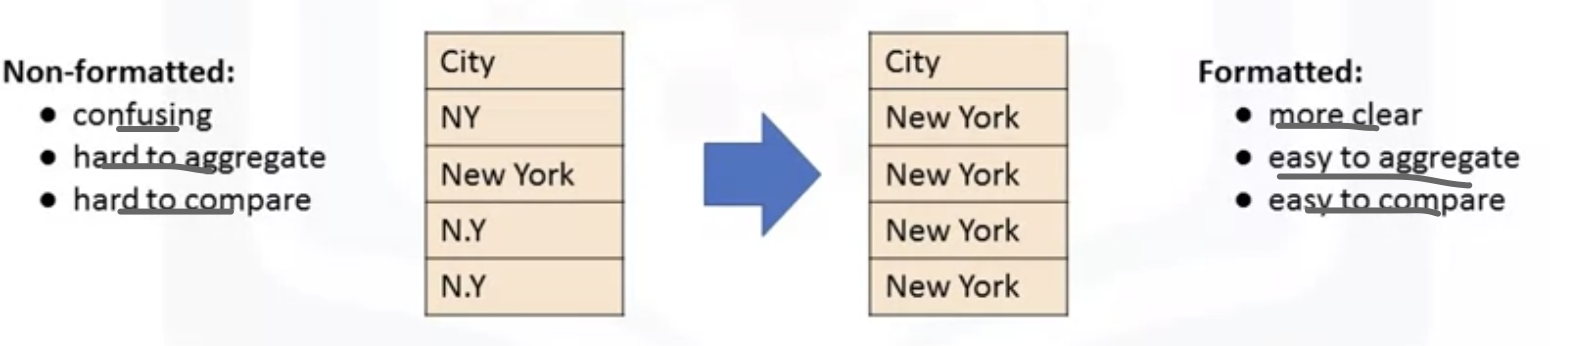 Non-formatted:
● confusing
● hard to aggregate
● hard to compare
City
NY
New York
N.Y
N.Y
City
New York
New York
New York
New York
Formatted:
● more clear
● easy to aggregate
● easy to compare